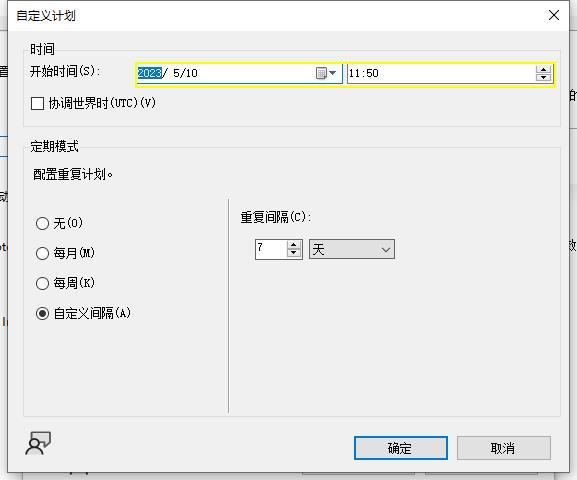 自定义计划
时间
开始时间(S):
2023/ 5/10
11:50
协调世界时(UTC)(V)
定期模式
配置重复计划。
无(O)
每月(M)
每周(K)
自定义间隔(A)
重复间隔(C):
7
天
确定
取消